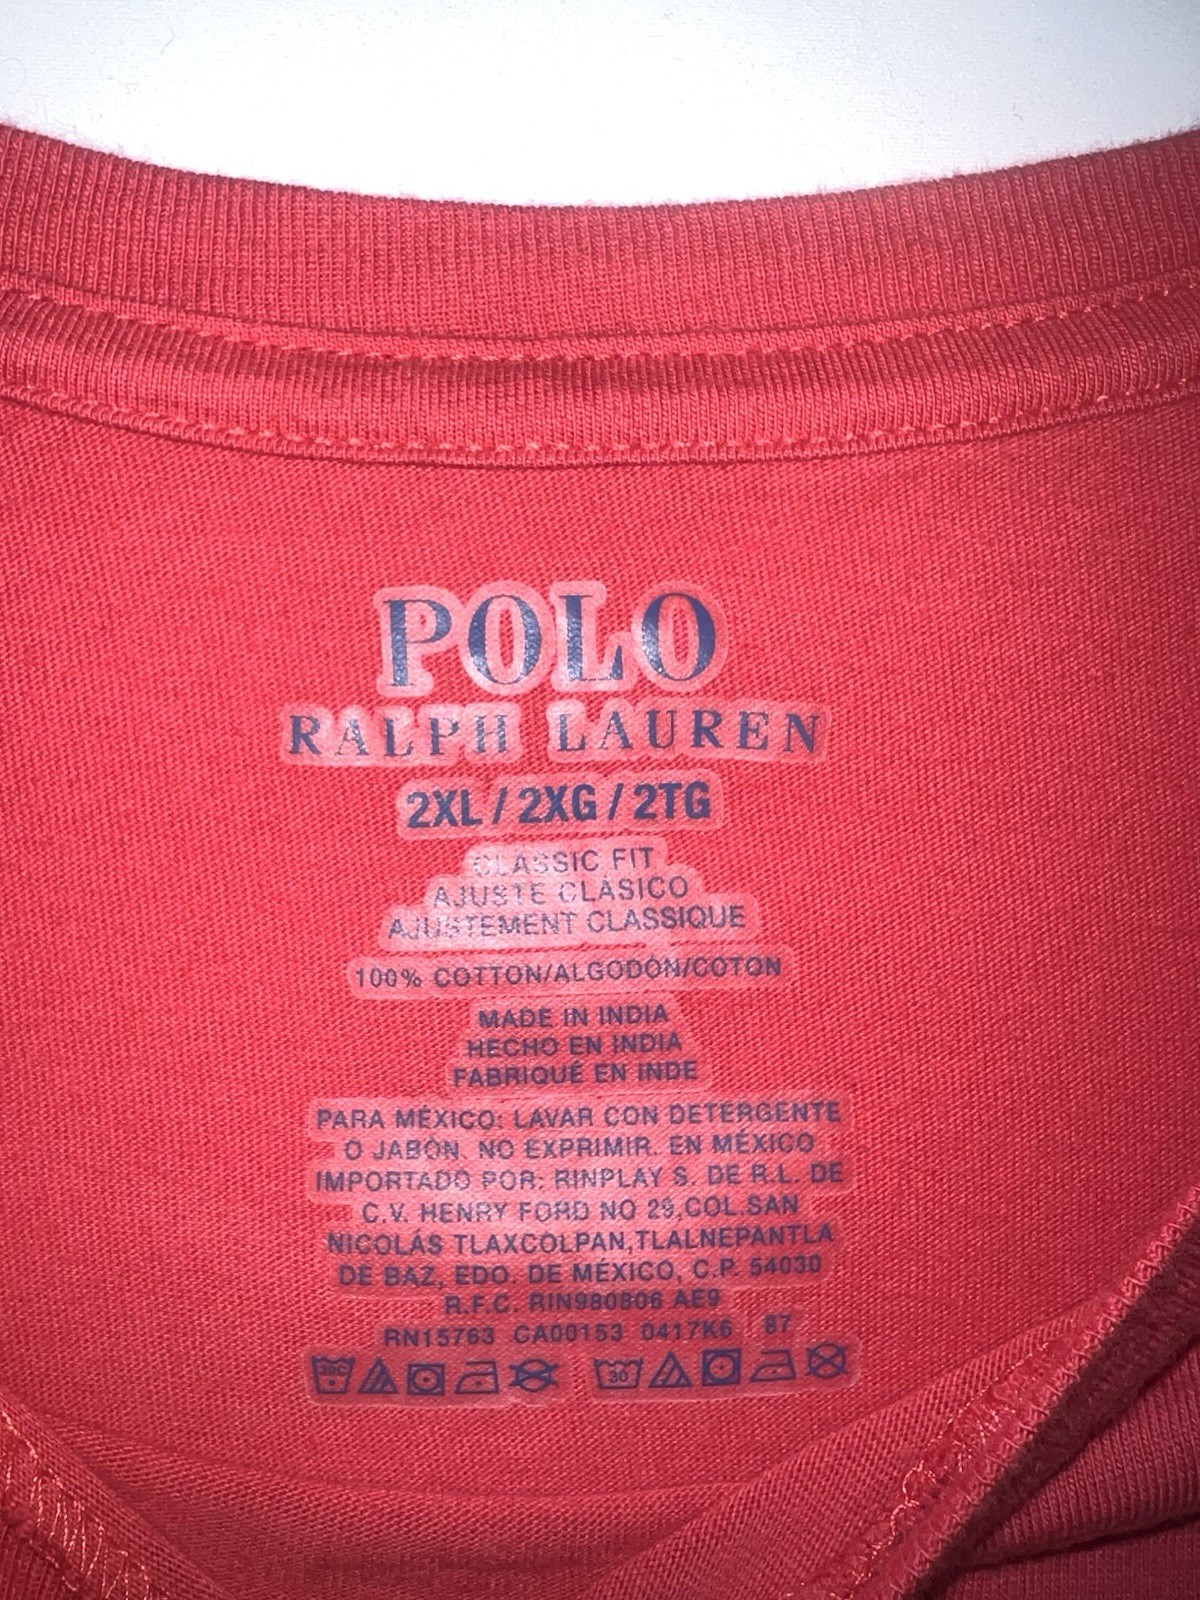 POLO
RALPH LAUREN
2XL / 2XG / 2TG
CLASSIC FIT
AJUSTE CLÁSICO
AJUSTEMENT CLASSIQUE
100% COTTON/ALGODÓN/COTON
MADE IN INDIA
HECHO EN INDIA
FABRIQUÉ EN INDE
PARA MÉXICO: LAVAR CON DETERGENTE
O JABÓN. NO EXPRIMIR. EN MÉXICO
IMPORTADO POR: RINPLAY S. DE R.L. DE
C.V. HENRY FORD NO 29,COL.SAN
NICOLÁS TLAXCOLPAN,TLALNEPANTLA
DE BAZ, EDO. DE MÉXICO, C.P. 54030
R.F.C. RIN980806 AE9
RN15763 CA00153 0417K6 87
30